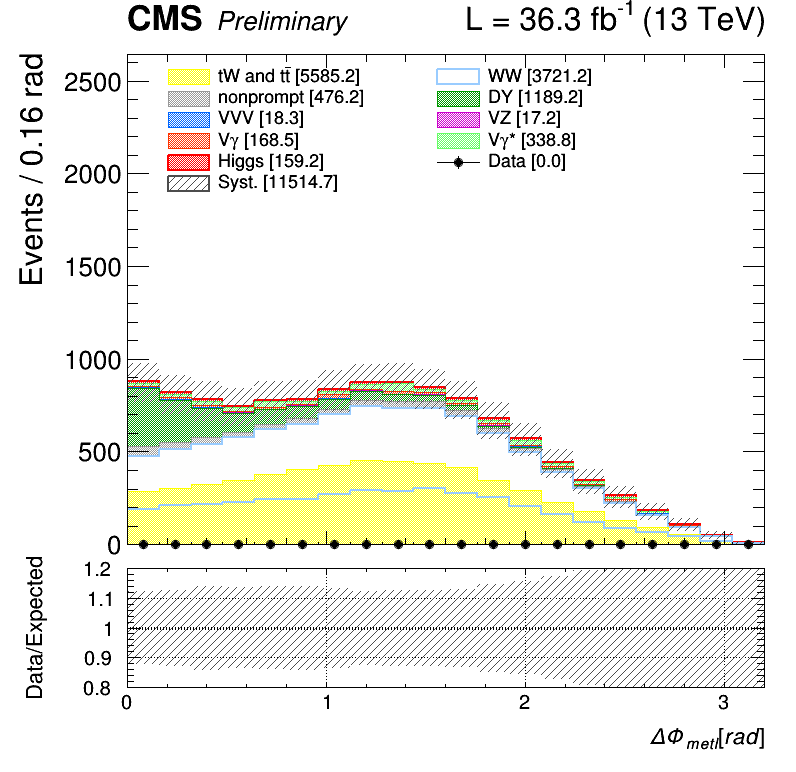 CMS Preliminary L = 36.3 fb⁻¹ (13 TeV)
Events / 0.16 rad
2500
2000
1500
1000
500
0
tW and tt̄ [5585.2]
nonprompt [476.2]
VVV [18.3]
Vγ [168.5]
Higgs [159.2]
Syst. [11514.7]
WW [3721.2]
DY [1189.2]
VZ [17.2]
Vγ* [338.8]
Data [0.0]
Data/Expected
1.2
1.1
1
0.9
0.8
0 1 2 3
ΔΦ metl[rad]